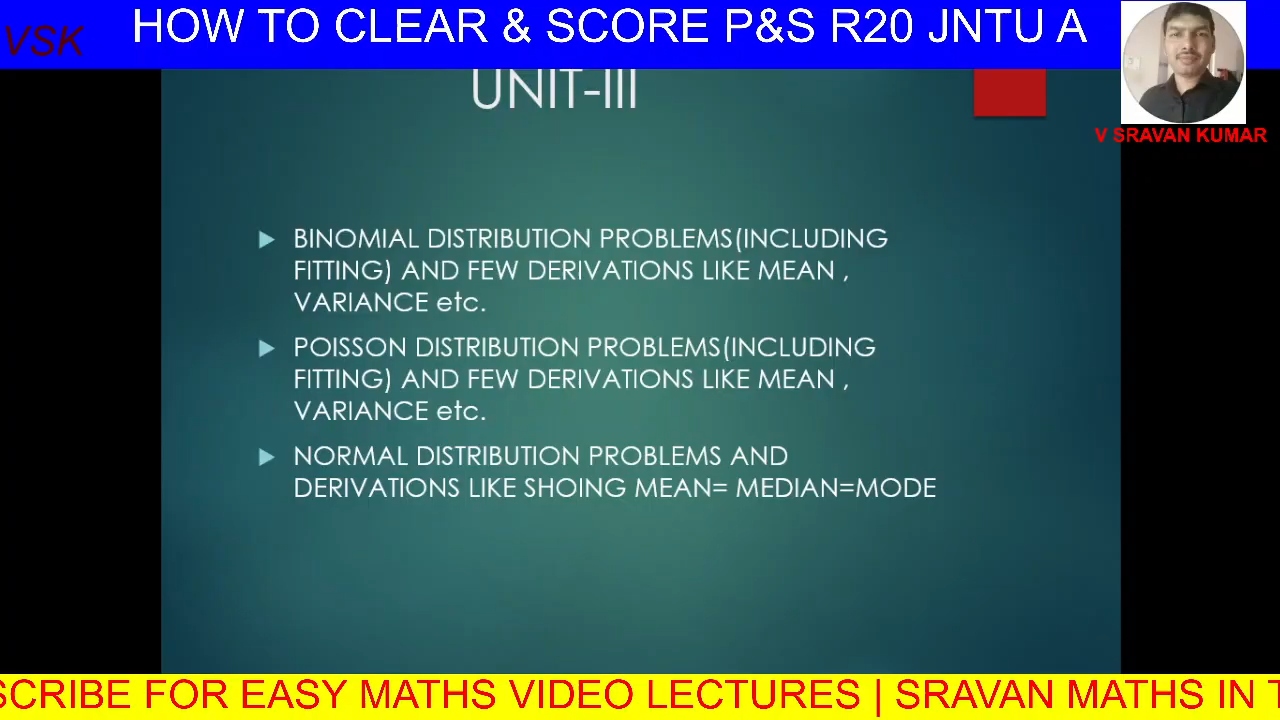 VSK
HOW TO CLEAR & SCORE P&S R20 JNTU A
V SRAVAN KUMAR
UNIT-III
BINOMIAL DISTRIBUTION PROBLEMS(INCLUDING
FITTING) AND FEW DERIVATIONS LIKE MEAN ,
VARIANCE etc.
POISSON DISTRIBUTION PROBLEMS(INCLUDING
FITTING) AND FEW DERIVATIONS LIKE MEAN ,
VARIANCE etc.
NORMAL DISTRIBUTION PROBLEMS AND
DERIVATIONS LIKE SHOING MEAN= MEDIAN=MODE
SCRIBE FOR EASY MATHS VIDEO LECTURES | SRAVAN MATHS IN T